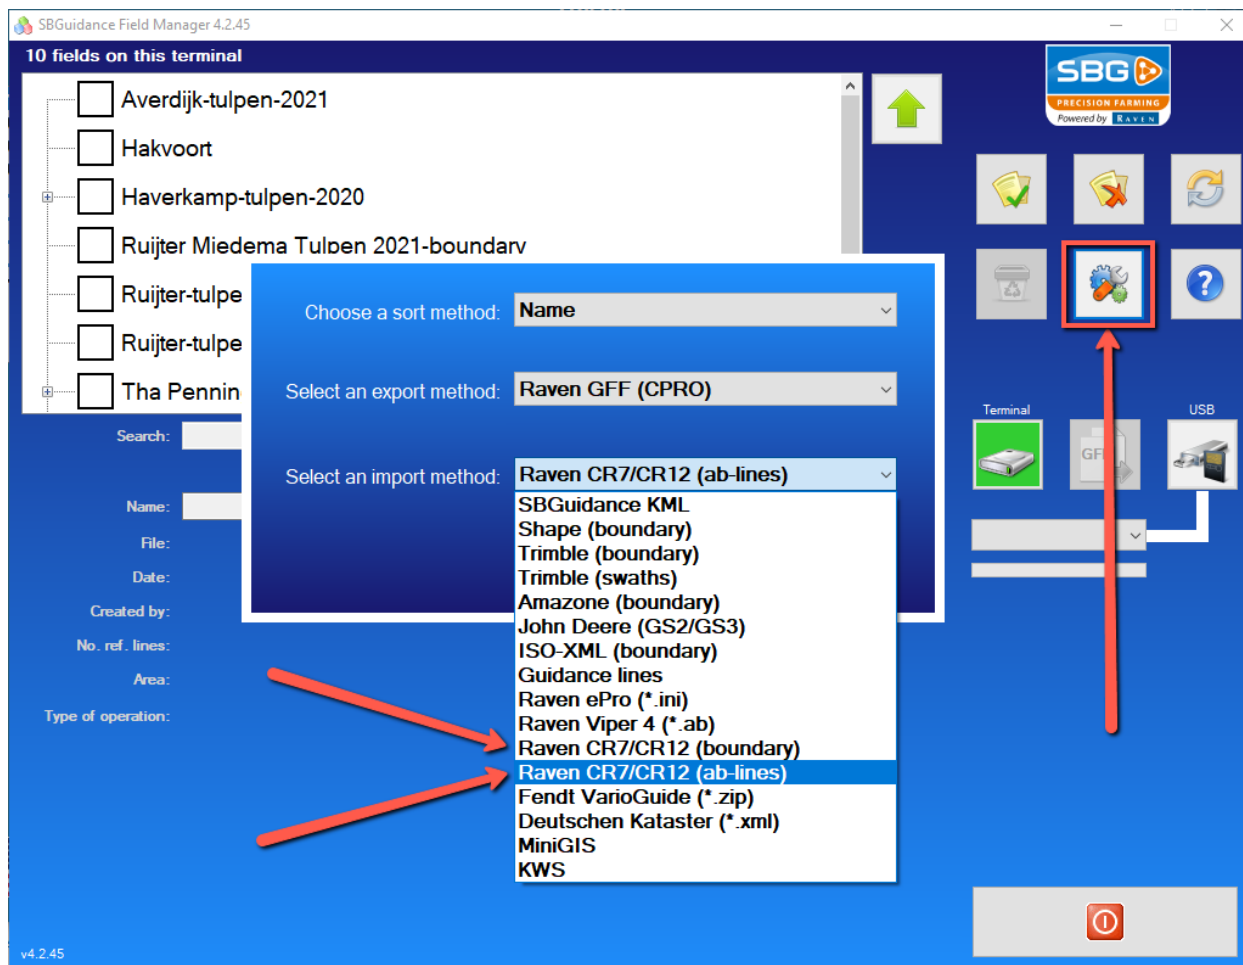 SBGuidance Field Manager 4.2.45
10 fields on this terminal
Averdijk-tulpen-2021
Hakvoort
Haverkamp-tulpen-2020
Ruijter Miedema Tulpen 2021-boundary
Ruijter-tulpe
Ruijter-tulpe
Tha Pennin
SBG
PRECISION FARMING
Powered by RAVEN
Choose a sort method:
Name
Select an export method:
Raven GFF (CPRO)
Select an import method:
Raven CR7/CR12 (ab-lines)
SBGuidance KML
Shape (boundary)
Trimble (boundary)
Trimble (swaths)
Amazone (boundary)
John Deere (GS2/GS3)
ISO-XML (boundary)
Guidance lines
Raven ePro (*.ini)
Raven Viper 4 (*.ab)
Raven CR7/CR12 (boundary)
Raven CR7/CR12 (ab-lines)
Fendt VarioGuide (*.zip)
Deutschen Kataster (*.xml)
MiniGIS
KWS
Search:
Name:
File:
Date:
Created by:
No. ref. lines:
Area:
Type of operation:
Terminal
USB
?
v4.2.45